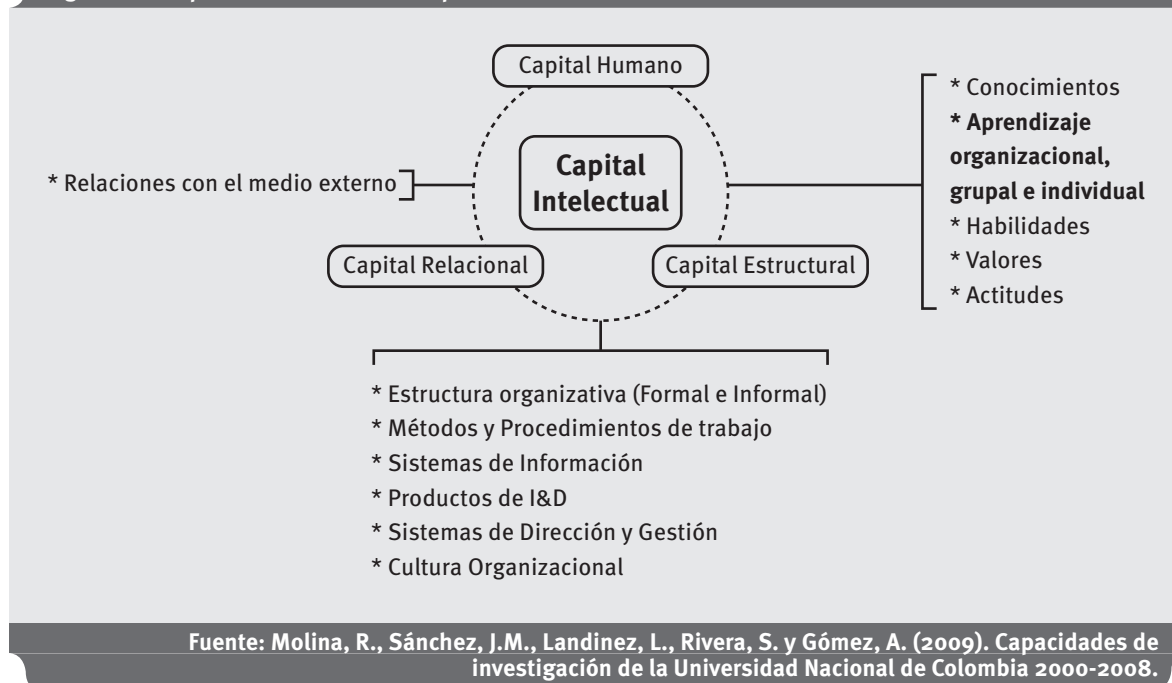 Capital Humano
Capital
Intelectual
Capital Relacional
Capital Estructural
* Relaciones con el medio externo
* Conocimientos
* Aprendizaje
organizacional,
grupal e individual
* Habilidades
* Valores
* Actitudes
* Estructura organizativa (Formal e Informal)
* Métodos y Procedimientos de trabajo
* Sistemas de Información
* Productos de I&D
* Sistemas de Dirección y Gestión
* Cultura Organizacional
Fuente: Molina, R., Sánchez, J.M., Landinez, L., Rivera, S. y Gómez, A. (2009). Capacidades de
investigación de la Universidad Nacional de Colombia 2000-2008.